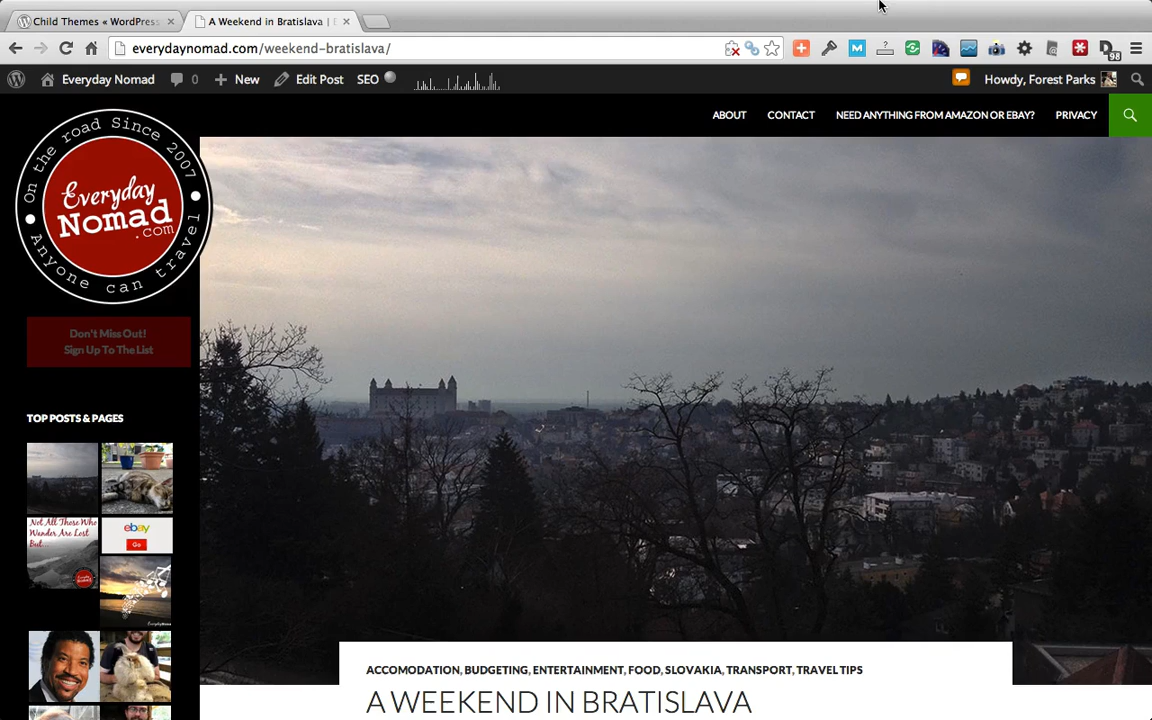 Child Themes « WordPress
A Weekend in Bratislava | E
everydaynomad.com/weekend-bratislava/
98
Everyday Nomad
0
New
Edit Post
SEO
Howdy, Forest Parks
ABOUT
CONTACT
NEED ANYTHING FROM AMAZON OR EBAY?
PRIVACY
On the road Since 2007
Everyday
Nomad
.com
Anyone can travel
Don't Miss Out!
Sign Up To The List
TOP POSTS & PAGES
Not All Those Who
Wander Are Lost
But...
ebay
Go
ACCOMODATION, BUDGETING, ENTERTAINMENT, FOOD, SLOVAKIA, TRANSPORT, TRAVEL TIPS
A WEEKEND IN BRATISLAVA